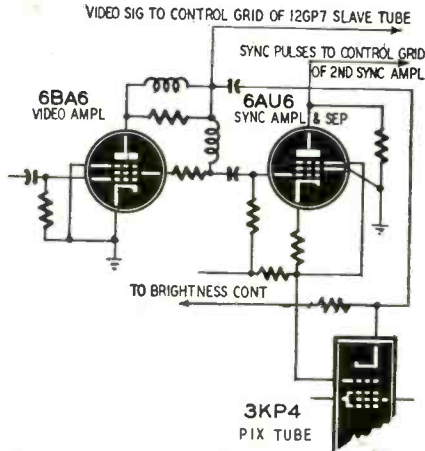 VIDEO SIG TO CONTROL GRID OF 12GP7 SLAVE TUBE
SYNC PULSES TO CONTROL GRID
OF 2ND SYNC AMPL
6BA6
VIDEO AMPL
6AU6
SYNC AMPL & SEP
TO BRIGHTNESS CONT
3KP4
PIX TUBE